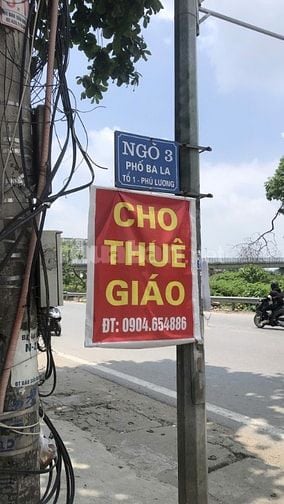 NGÕ 3
PHỐ BA LA
TỔ 1 - PHÚ LƯƠNG
CHO
THUÊ
GIÁO
ĐT: 0904.654886